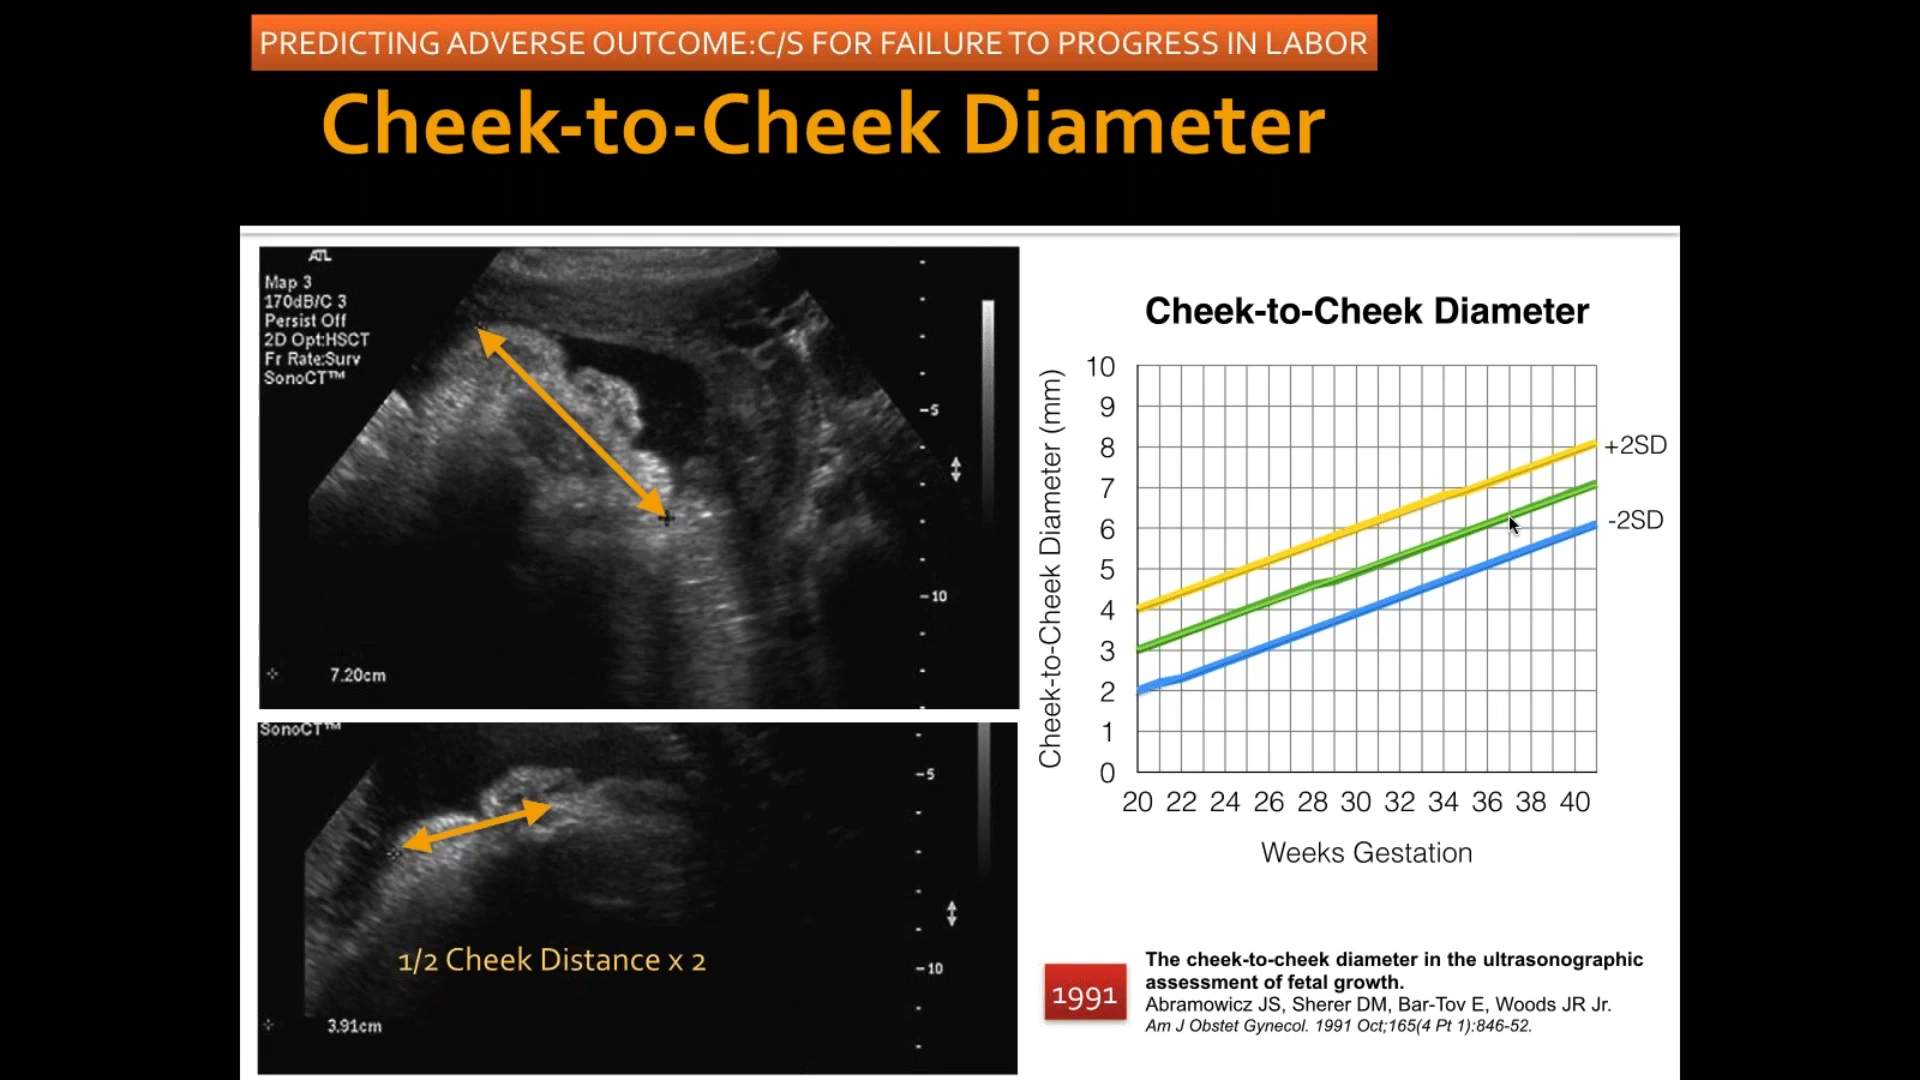 PREDICTING ADVERSE OUTCOME:C/S FOR FAILURE TO PROGRESS IN LABOR
Cheek-to-Cheek Diameter
ATL
Map 3
170dB/C 3
Persist Off
2D Opt:HSCT
Fr Rate:Surv
SonoCT™
-5
-10
7.20cm
SonoCT™
-5
1/2 Cheek Distance x 2
-10
3.91cm
Cheek-to-Cheek Diameter
Cheek-to-Cheek Diameter (mm)
10
9
8
7
6
5
4
3
2
1
0
+2SD
-2SD
20 22 24 26 28 30 32 34 36 38 40
Weeks Gestation
1991
The cheek-to-cheek diameter in the ultrasonographic
assessment of fetal growth.
Abramowicz JS, Sherer DM, Bar-Tov E, Woods JR Jr.
Am J Obstet Gynecol. 1991 Oct;165(4 Pt 1):846-52.